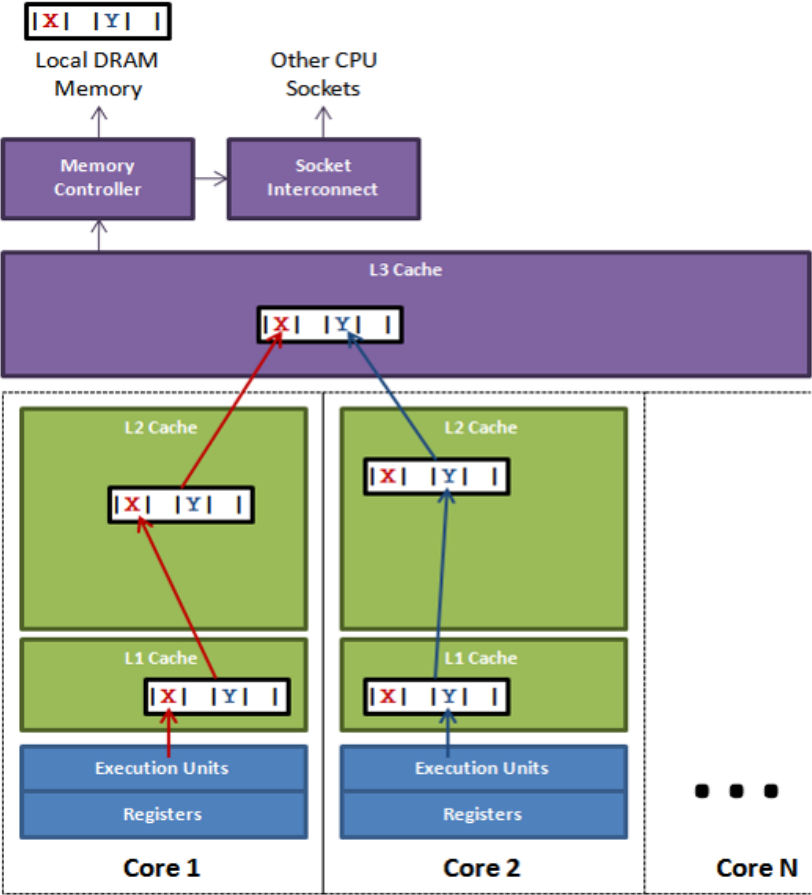 |X| |Y| |
Local DRAM Other CPU
Memory Sockets
Memory Socket
Controller Interconnect
L3 Cache
|X| |Y| |
L2 Cache L2 Cache
|X| |Y| |
|X| |Y| |
L1 Cache L1 Cache
|X| |Y| | |X| |Y| |
Execution Units Execution Units
Registers Registers
...
Core 1 Core 2 Core N